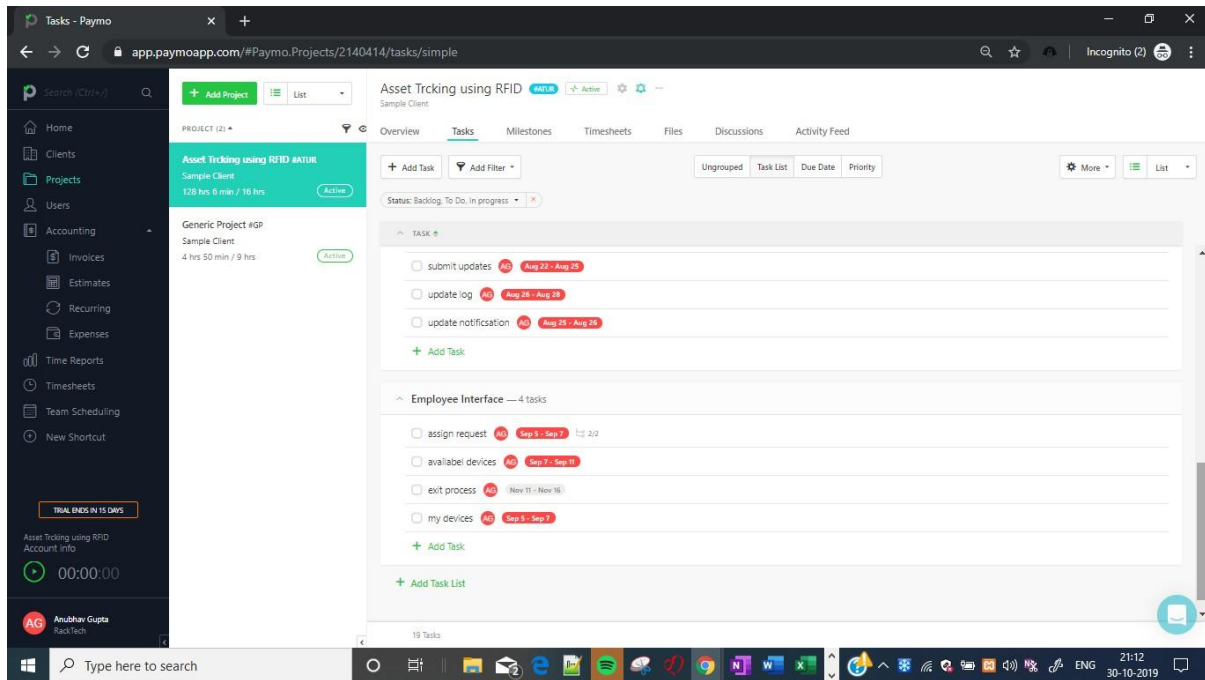 Tasks - Paymo
app.paymoapp.com/#Paymo.Projects/2140414/tasks/simple
Incognito (2)
Search (Ctrl+/)
Home
Clients
Projects
Users
Accounting
Invoices
Estimates
Recurring
Expenses
Time Reports
Timesheets
Team Scheduling
New Shortcut
TRIAL ENDS IN 15 DAYS
Asset Trcking using RFID
Account info
00:00:00
AG
Anubhav Gupta
RackTech
+ Add Project
List
PROJECT (2)
Asset Trcking using RFID #ATUR
Sample Client
128 hrs 6 min / 16 hrs
Active
Generic Project #GP
Sample Client
4 hrs 50 min / 9 hrs
Active
Asset Trcking using RFID #ATUR Active
Sample Client
Overview Tasks Milestones Timesheets Files Discussions Activity Feed
+ Add Task Add Filter Ungrouped Task List Due Date Priority More List
Status: Backlog, To Do, In progress ×
TASK
submit updates AG Aug 22 - Aug 25
update log AG Aug 26 - Aug 28
update notificsation AG Aug 25 - Aug 26
+ Add Task
Employee Interface — 4 tasks
assign request AG Sep 5 - Sep 7 2/2
availabel devices AG Sep 7 - Sep 11
exit process AG Nov 11 - Nov 16
my devices AG Sep 5 - Sep 7
+ Add Task
+ Add Task List
19 Tasks
Type here to search
ENG
21:12
30-10-2019